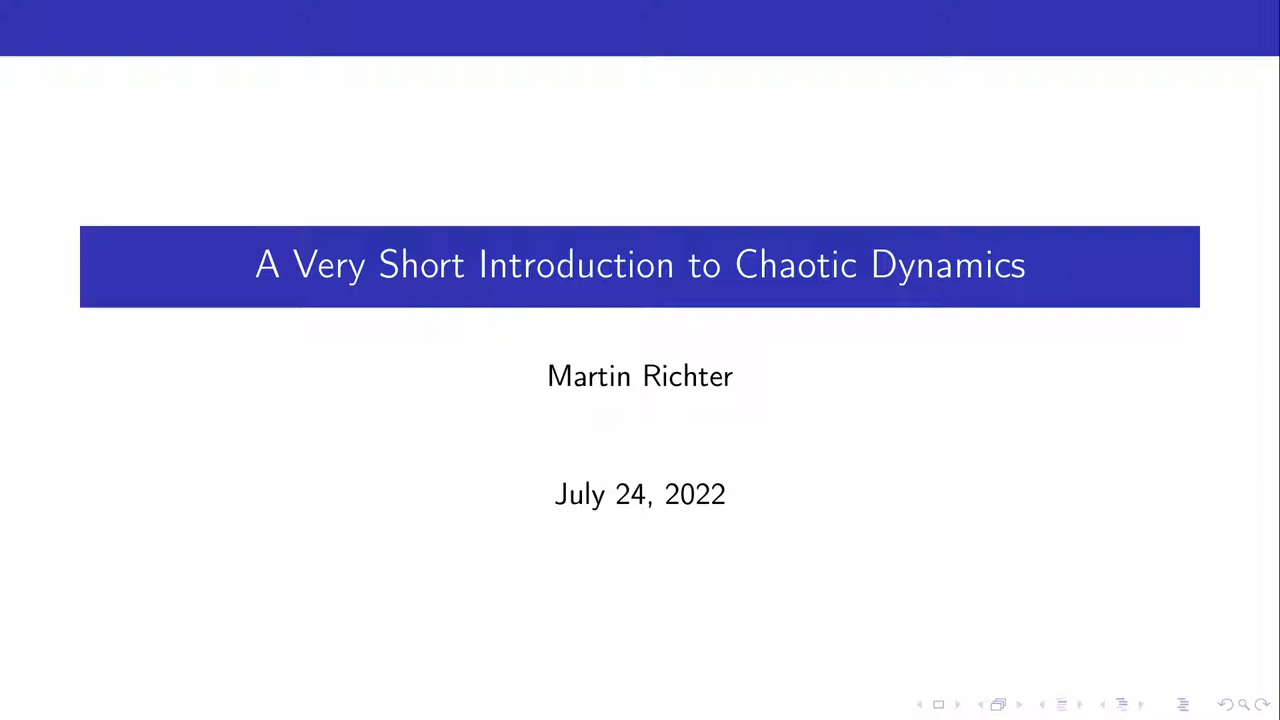 A Very Short Introduction to Chaotic Dynamics
Martin Richter
July 24, 2022